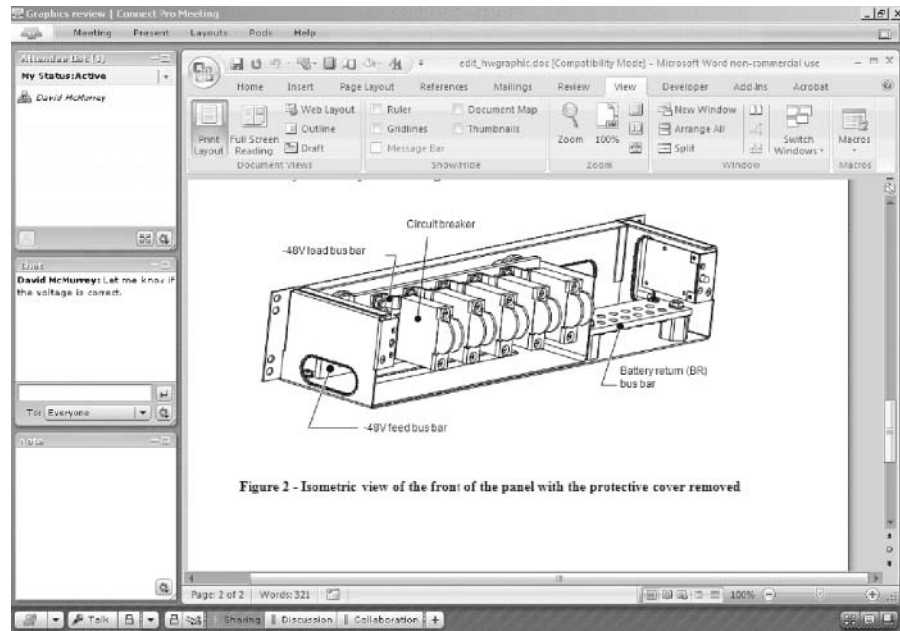 Graphics review | Connect Pro Meeting
Meeting Present Layouts Pods Help
Attendee List (1)
My Status:Active
David McMurrey
Chat
David McMurrey: Let me know if
the voltage is correct.
To: Everyone
Note
edit_hwgraphic.doc [Compatibility Mode] - Microsoft Word non-commercial use
Home Insert Page Layout References Mailings Review View Developer Add-Ins Acrobat
Print Layout
Full Screen Reading
Web Layout
Outline
Draft
Document Views
Ruler
Gridlines
Message Bar
Document Map
Thumbnails
Show/Hide
Zoom
100%
Zoom
New Window
Arrange All
Split
Switch Windows
Window
Macros
Macros
Circuit breaker
-48V load bus bar
Battery return (BR)
bus bar
-48V feed bus bar
Figure 2 - Isometric view of the front of the panel with the protective cover removed
Page: 2 of 2 Words: 321 100%
Talk Sharing Discussion Collaboration